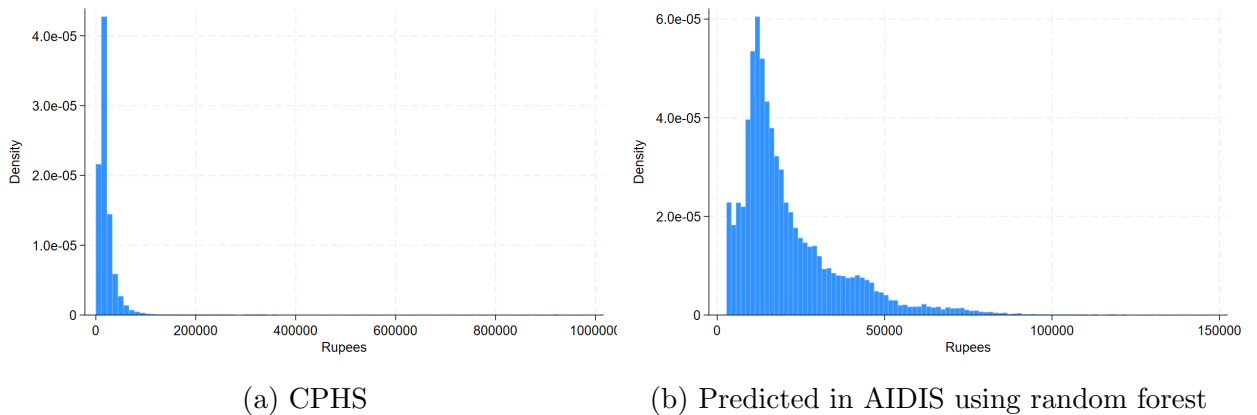 4.0e-05
3.0e-05
2.0e-05
1.0e-05
0
Density
0 200000 400000 600000 800000 1000000
Rupees
(a) CPHS
6.0e-05
4.0e-05
2.0e-05
0
Density
0 50000 100000 150000
Rupees
(b) Predicted in AIDIS using random forest